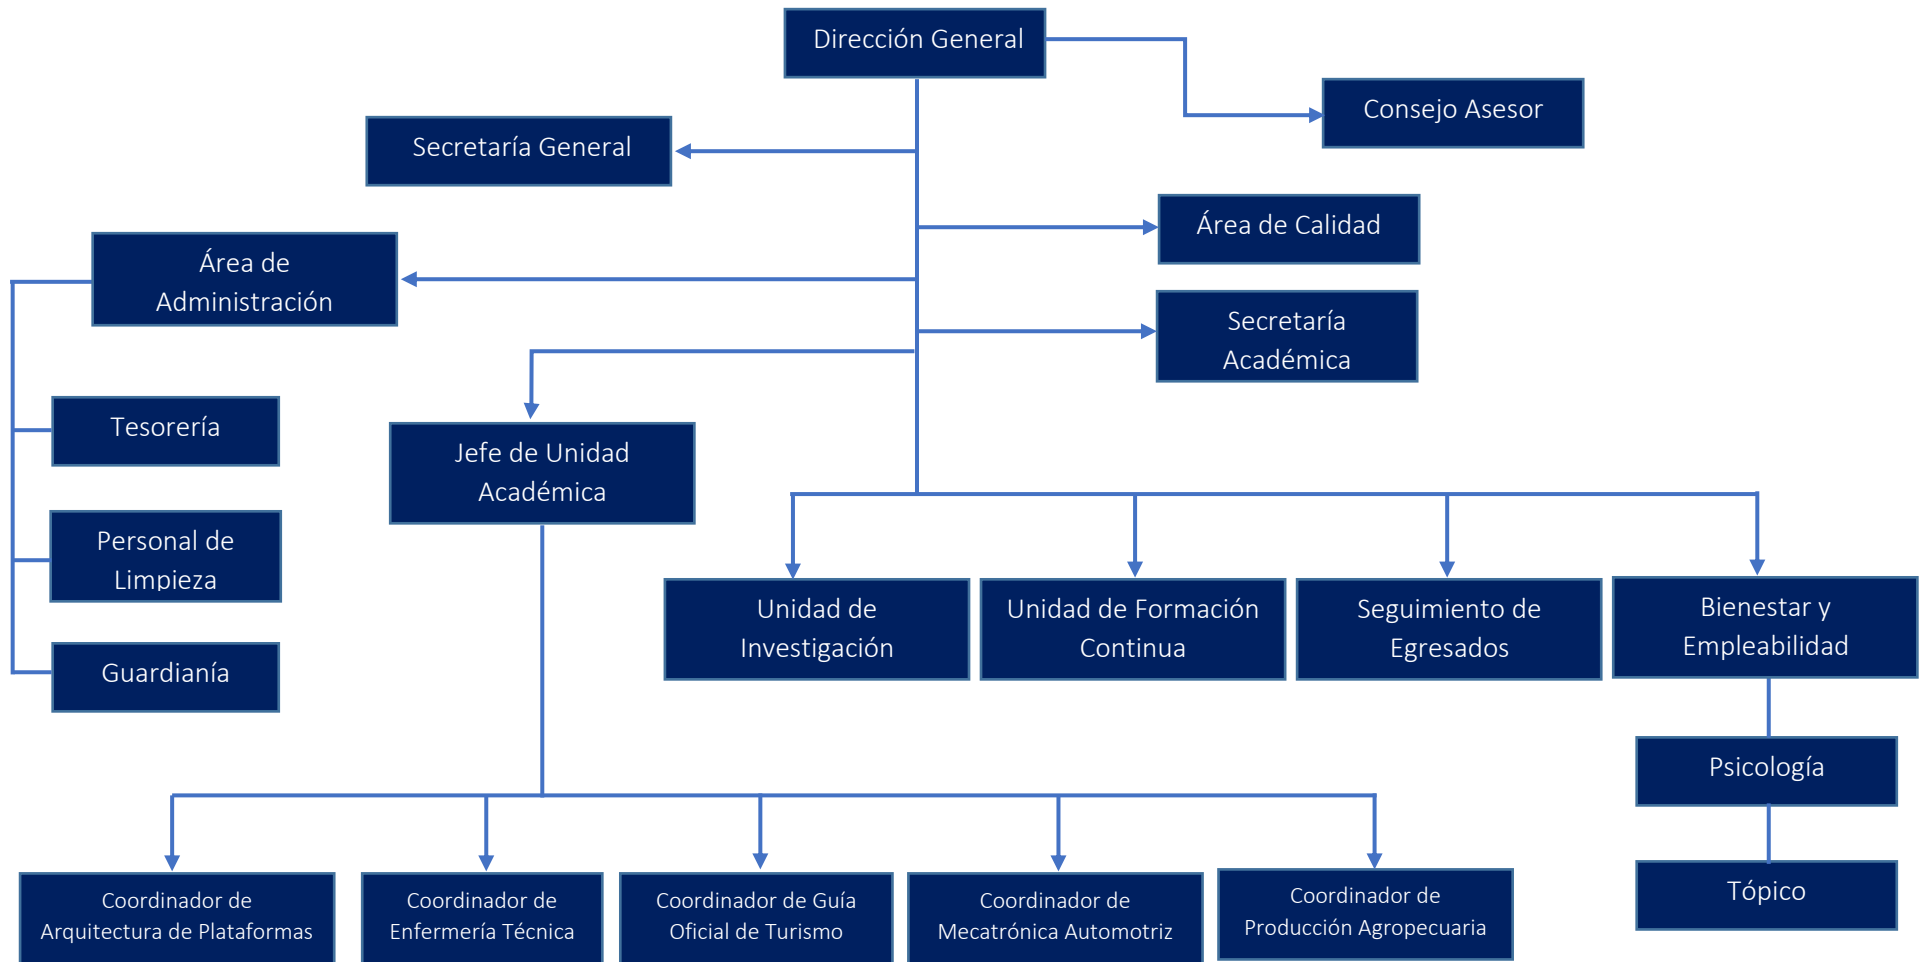 Dirección General
Consejo Asesor
Secretaría General
Área de Calidad
Área de
Administración
Secretaría
Académica
Tesorería
Jefe de Unidad
Académica
Personal de
Limpieza
Guardianía
Unidad de
Investigación
Unidad de Formación
Continua
Seguimiento de
Egresados
Bienestar y
Empleabilidad
Psicología
Tópico
Coordinador de
Arquitectura de Plataformas
Coordinador de
Enfermería Técnica
Coordinador de Guía
Oficial de Turismo
Coordinador de
Mecatrónica Automotriz
Coordinador de
Producción Agropecuaria